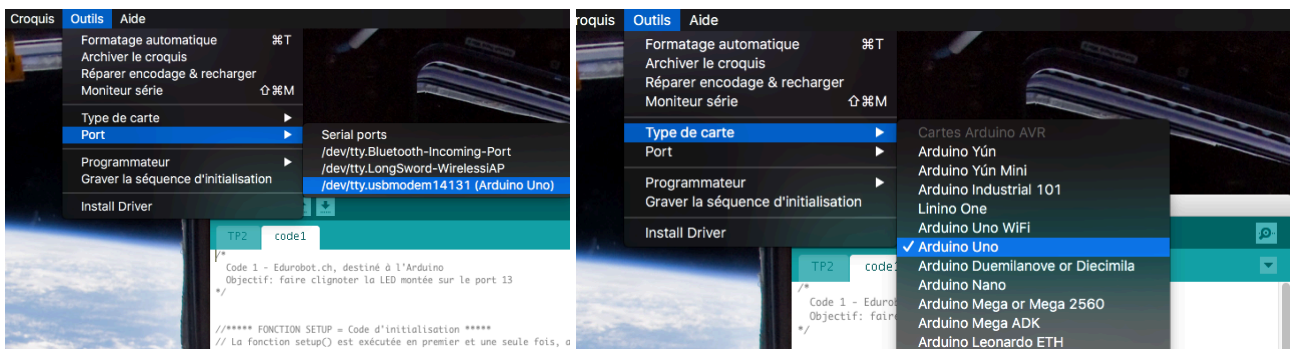 Croquis Outils Aide
Formatage automatique ⌘T
Archiver le croquis
Réparer encodage & recharger
Moniteur série ⇧⌘M
Type de carte ▶
Port ▶
Serial ports
/dev/tty.Bluetooth-Incoming-Port
/dev/tty.LongSword-WirelessiAP
/dev/tty.usbmodem14131 (Arduino Uno)
Programmateur ▶
Graver la séquence d'initialisation
Install Driver
TP2 code1
/*
Code 1 - Edurobot.ch, destiné à l'Arduino
Objectif: faire clignoter la LED montée sur le port 13
*/
//***** FONCTION SETUP = Code d'initialisation *****
// La fonction setup() est exécutée en premier et une seule fois, a
roquis Outils Aide
Formatage automatique ⌘T
Archiver le croquis
Réparer encodage & recharger
Moniteur série ⇧⌘M
Type de carte ▶
Port ▶
Programmateur ▶
Graver la séquence d'initialisation
Install Driver
Cartes Arduino AVR
Arduino Yún
Arduino Yún Mini
Arduino Industrial 101
Linino One
Arduino Uno WiFi
✓ Arduino Uno
Arduino Duemilanove or Diecimila
Arduino Nano
Arduino Mega or Mega 2560
Arduino Mega ADK
Arduino Leonardo ETH
TP2 code1
/*
Code 1 - Edurob
Objectif: fair
*/